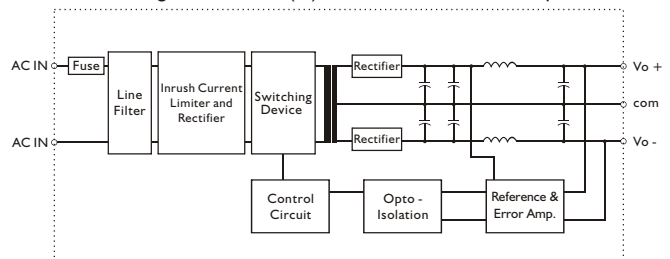 AC IN
Fuse
Line
Filter
Inrush Current
Limiter and
Rectifier
Switching
Device
Rectifier
Vo +
com
AC IN
Rectifier
Vo -
Control
Circuit
Opto -
Isolation
Reference &
Error Amp.